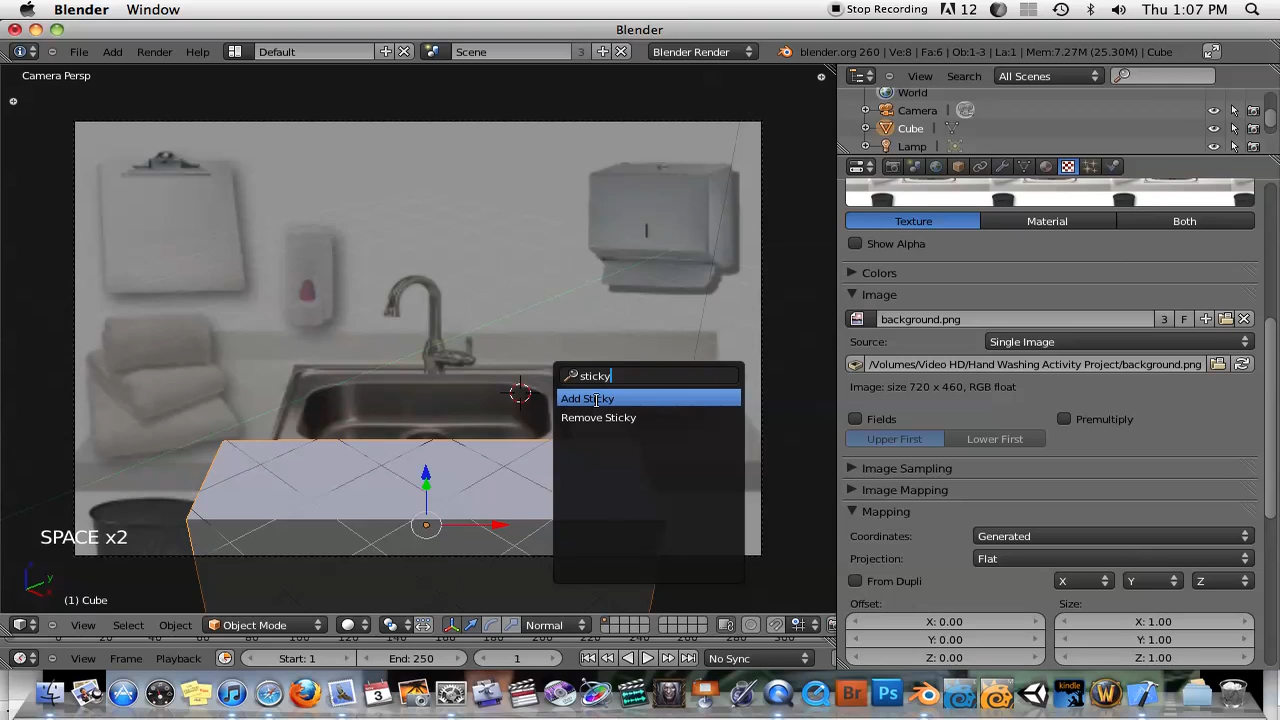 Blender Window Stop Recording 12 Thu 1:07 PM
Blender
File Add Render Help Default Scene 3 Blender Render blender.org 260 | Ve:8 | Fa:6 | Ob:1-3 | La:1 | Mem:7.27M (25.30M) | Cube
Camera Persp
View Search All Scenes
World
Camera
Cube
Lamp
Texture Material Both
Show Alpha
Colors
Image
background.png 3 F
Source: Single Image
/Volumes/Video HD/Hand Washing Activity Project/background.png
Image: size 720 x 460, RGB float
sticky
Add Sticky
Remove Sticky
Fields Premultiply
Upper First Lower First
Image Sampling
Image Mapping
Mapping
Coordinates: Generated
Projection: Flat
From Dupli X Y Z
Offset: Size:
X: 0.00 X: 1.00
Y: 0.00 Y: 1.00
Z: 0.00 Z: 1.00
SPACE x2
z y
(1) Cube
View Select Object Object Mode Normal
View Frame Playback Start: 1 End: 250 1 No Sync
3 Br Ps kindle W